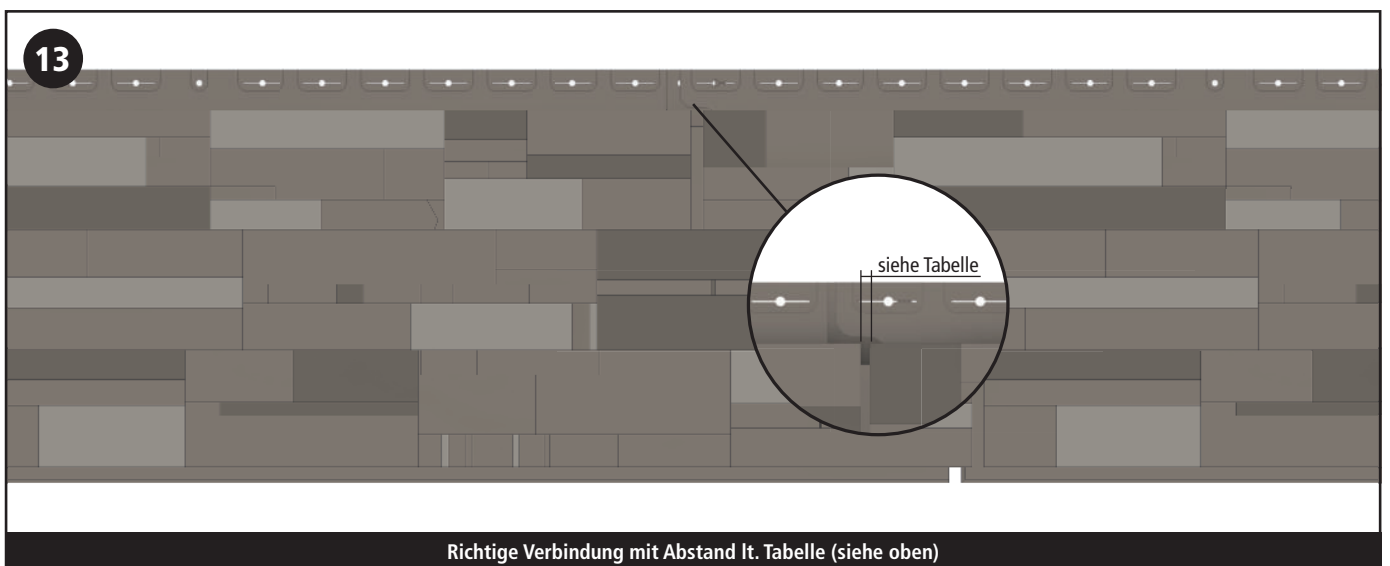 13
siehe Tabelle
Richtige Verbindung mit Abstand lt. Tabelle (siehe oben)